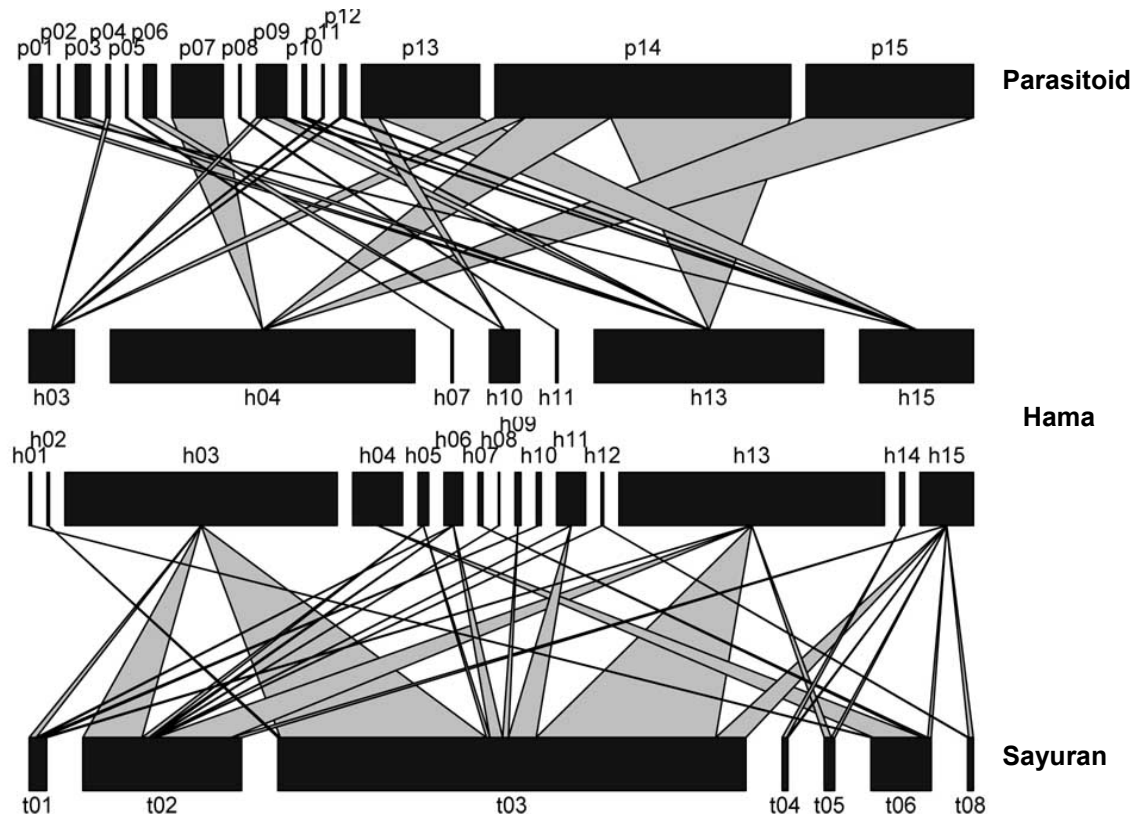 p12
p02 p04 p06 p09 p11
p01 p03 p05 p07 p08 p10 p13 p14 p15
Parasitoid
h03 h04 h07 h10 h11 h13 h15
Hama
h09
h02 h06 h08 h11
h01 h03 h04 h05 h07 h10 h12 h13 h14 h15
Sayuran
t01 t02 t03 t04 t05 t06 t08